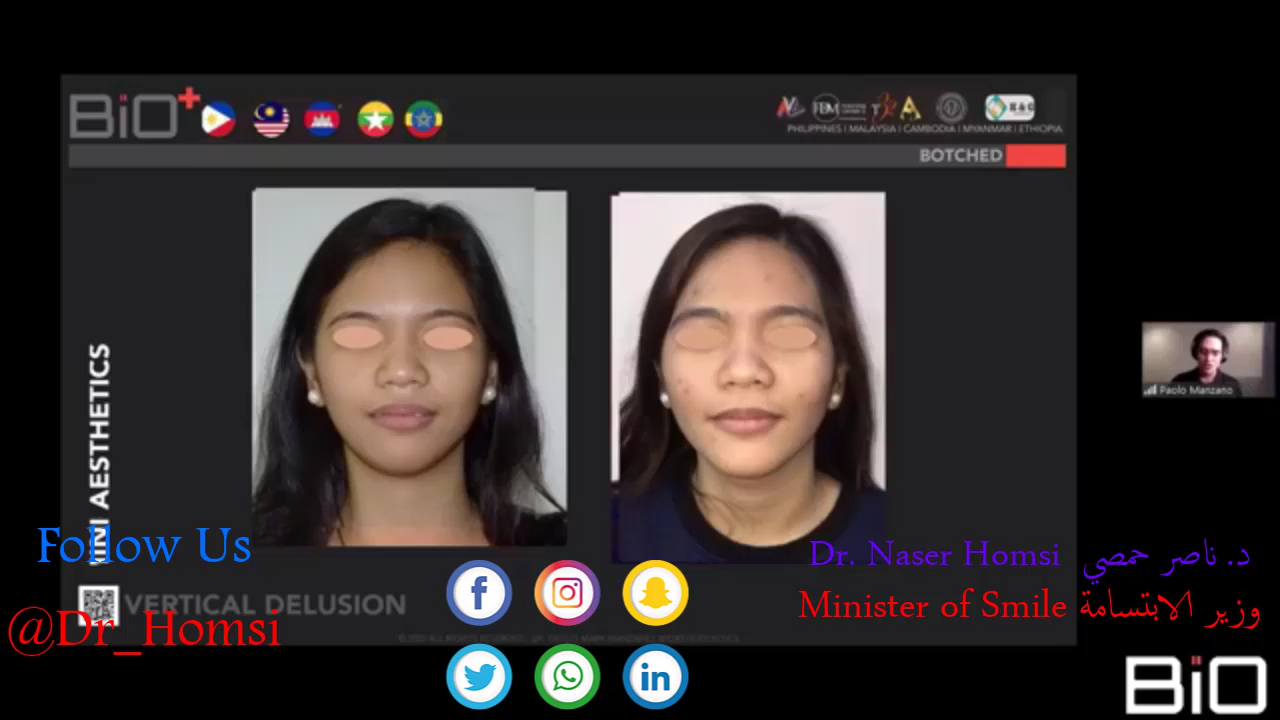 BiO+
PHILIPPINES | MALAYSIA | CAMBODIA | MYANMAR | ETHIOPIA
BOTCHED
AESTHETICS
Paolo Manzano
Follow Us
Dr. Naser Homsi د. ناصر حمصي
VERTICAL DELUSION
@Dr_Homsi
Minister of Smile وزير الابتسامة
BiO